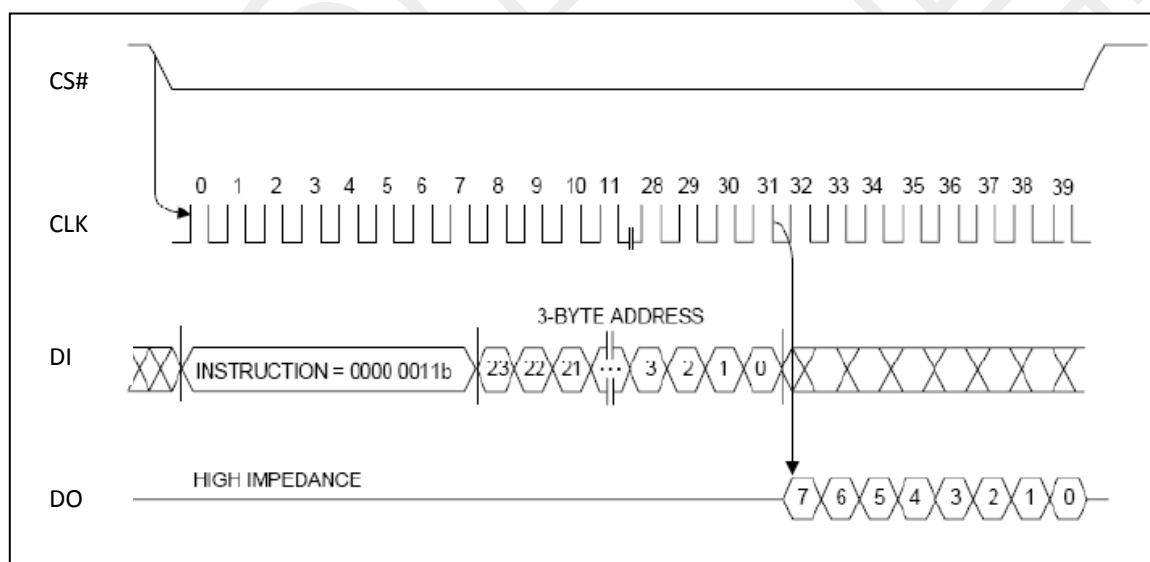 CS#
0 1 2 3 4 5 6 7 8 9 10 11 28 29 30 31 32 33 34 35 36 37 38 39
CLK
3-BYTE ADDRESS
DI INSTRUCTION = 0000 0011b 23 22 21 ... 3 2 1 0
HIGH IMPEDANCE
DO 7 6 5 4 3 2 1 0